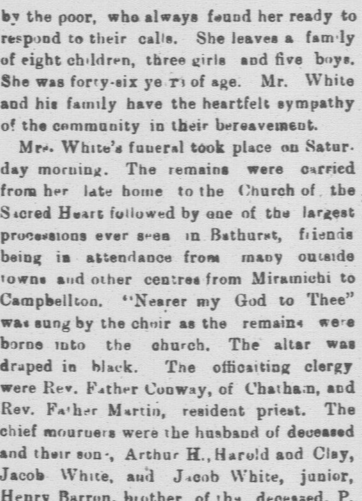 by the poor, who always found her ready to
respond to their calls. She leaves a family
of eight children, three girls and five boys.
She was forty-six years of age. Mr. White
and his family have the heartfelt sympathy
of the community in their bereavement.
Mrs. White's funeral took place on Satur-
day morning. The remains were carried
from her late home to the Church of the
Sacred Heart followed by one of the largest
processions ever seen in Bathurst, friends
being in attendance from many outside
towns and other centres from Miramichi to
Campbellton. "Nearer my God to Thee"
was sung by the choir as the remains were
borne into the church. The altar was
draped in black. The officaiting clergy
were Rev. Father Conway, of Chatham, and
Rev. Father Martin, resident priest. The
chief mourners were the husband of deceased
and their sons, Arthur H., Harold and Clay,
Jacob White, and Jacob White, junior,
Henry Barron, brother of the deceased.